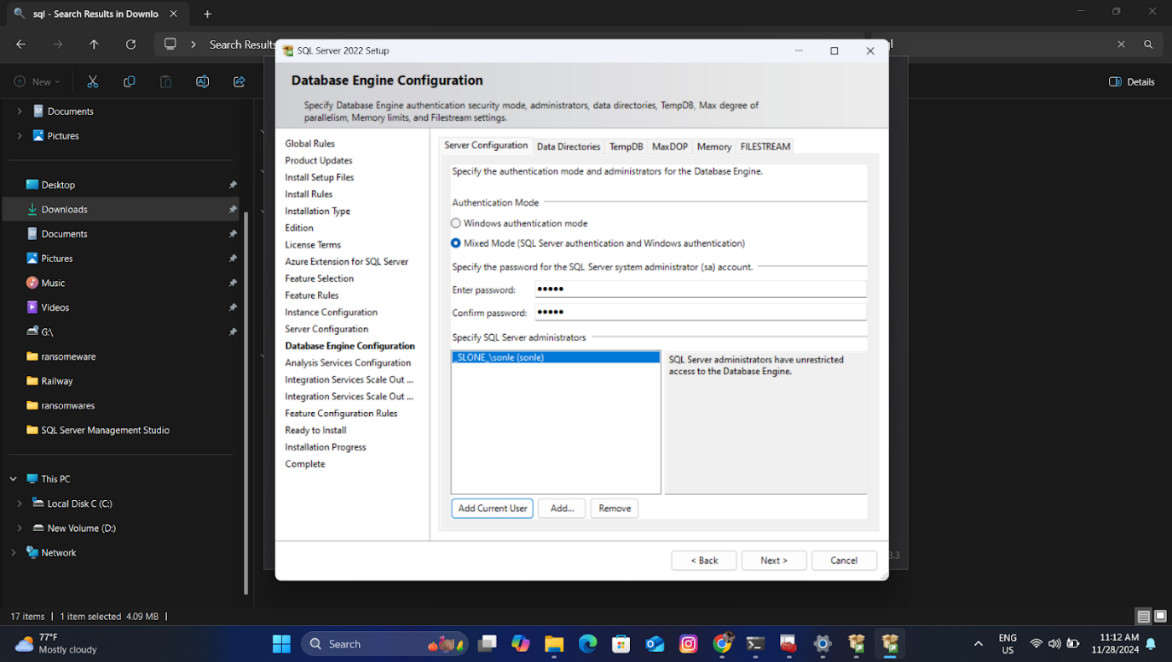 sql - Search Results in Downlo
Search Results
SQL Server 2022 Setup
New
Details
Documents
Pictures
Desktop
Downloads
Documents
Pictures
Music
Videos
G:\
ransomeware
Railway
ransomwares
SQL Server Management Studio
This PC
Local Disk C (C:)
New Volume (D:)
Network
Database Engine Configuration
Specify Database Engine authentication security mode, administrators, data directories, TempDB, Max degree of
parallelism, Memory limits, and Filestream settings.
Global Rules
Product Updates
Install Setup Files
Install Rules
Installation Type
Edition
License Terms
Azure Extension for SQL Server
Feature Selection
Feature Rules
Instance Configuration
Server Configuration
Database Engine Configuration
Analysis Services Configuration
Integration Services Scale Out ...
Integration Services Scale Out ...
Feature Configuration Rules
Ready to Install
Installation Progress
Complete
Server Configuration Data Directories TempDB MaxDOP Memory FILESTREAM
Specify the authentication mode and administrators for the Database Engine.
Authentication Mode
Windows authentication mode
Mixed Mode (SQL Server authentication and Windows authentication)
Specify the password for the SQL Server system administrator (sa) account.
Enter password: •••••
Confirm password: •••••
Specify SQL Server administrators
_SLONE_\sonle (sonle)
SQL Server administrators have unrestricted
access to the Database Engine.
Add Current User Add... Remove
< Back Next > Cancel
17 items 1 item selected 4.09 MB
77°F
Mostly cloudy
Search
ENG
US
11:12 AM
11/28/2024